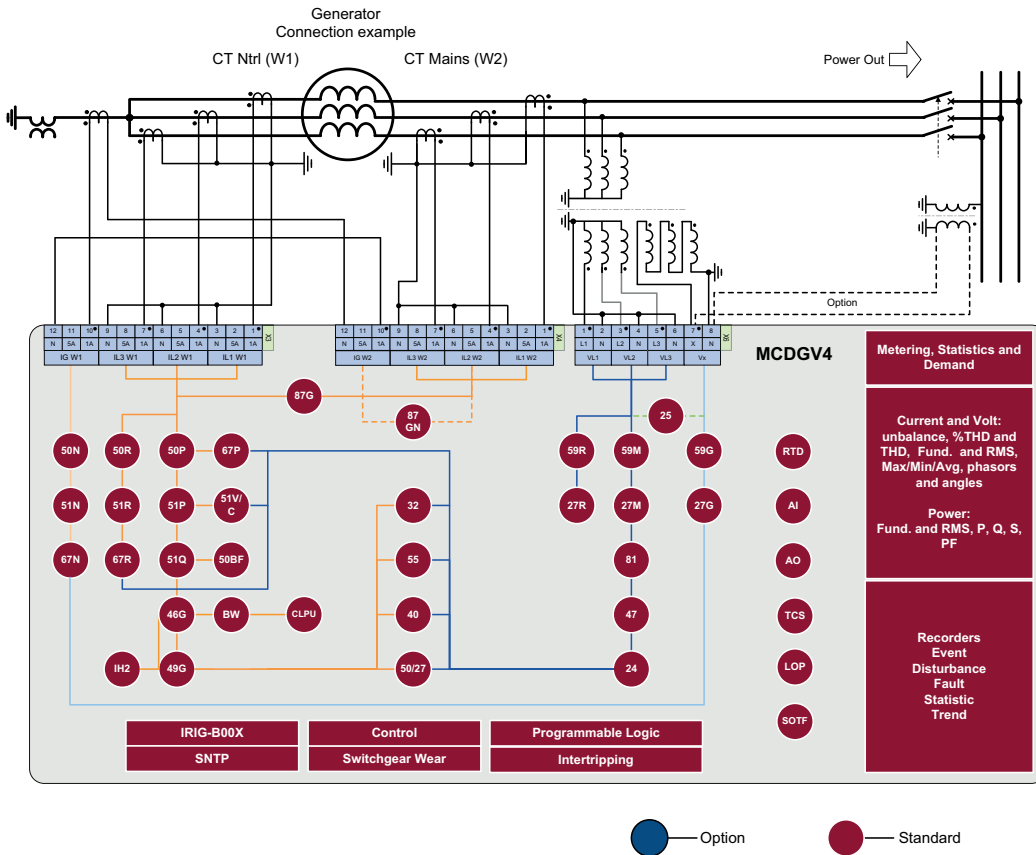 Generator
Connection example
CT Ntrl (W1)
CT Mains (W2)
Power Out
Option
12 11 10 9 8 7 6 5 4 3 2 1
N 5A 1A N 5A 1A N 5A 1A N 5A 1A
IG W1 IL3 W1 IL2 W1 IL1 W1
X3
12 11 10 9 8 7 6 5 4 3 2 1
N 5A 1A N 5A 1A N 5A 1A N 5A 1A
IG W2 IL3 W2 IL2 W2 IL1 W2
X4
1 2 3 4 5 6 7 8
L1 N L2 N L3 N X N
VL1 VL2 VL3 Vx
X6
MCDGV4
Metering, Statistics and
Demand
87G
87
GN
25
50N 50R 50P 67P
59R 59M 59G
RTD
Current and Volt:
unbalance, %THD and
THD, Fund. and RMS,
Max/Min/Avg, phasors
and angles
Power:
Fund. and RMS, P, Q, S,
PF
51N 51R 51P
51V/
C
32
27R 27M 27G
AI
67N 67R 51Q 50BF
55
81
AO
46G BW CLPU
40
47
TCS
IH2 49G
50/27
24
LOP
SOTF
Recorders
Event
Disturbance
Fault
Statistic
Trend
IRIG-B00X
Control
Programmable Logic
SNTP
Switchgear Wear
Intertripping
Option
Standard